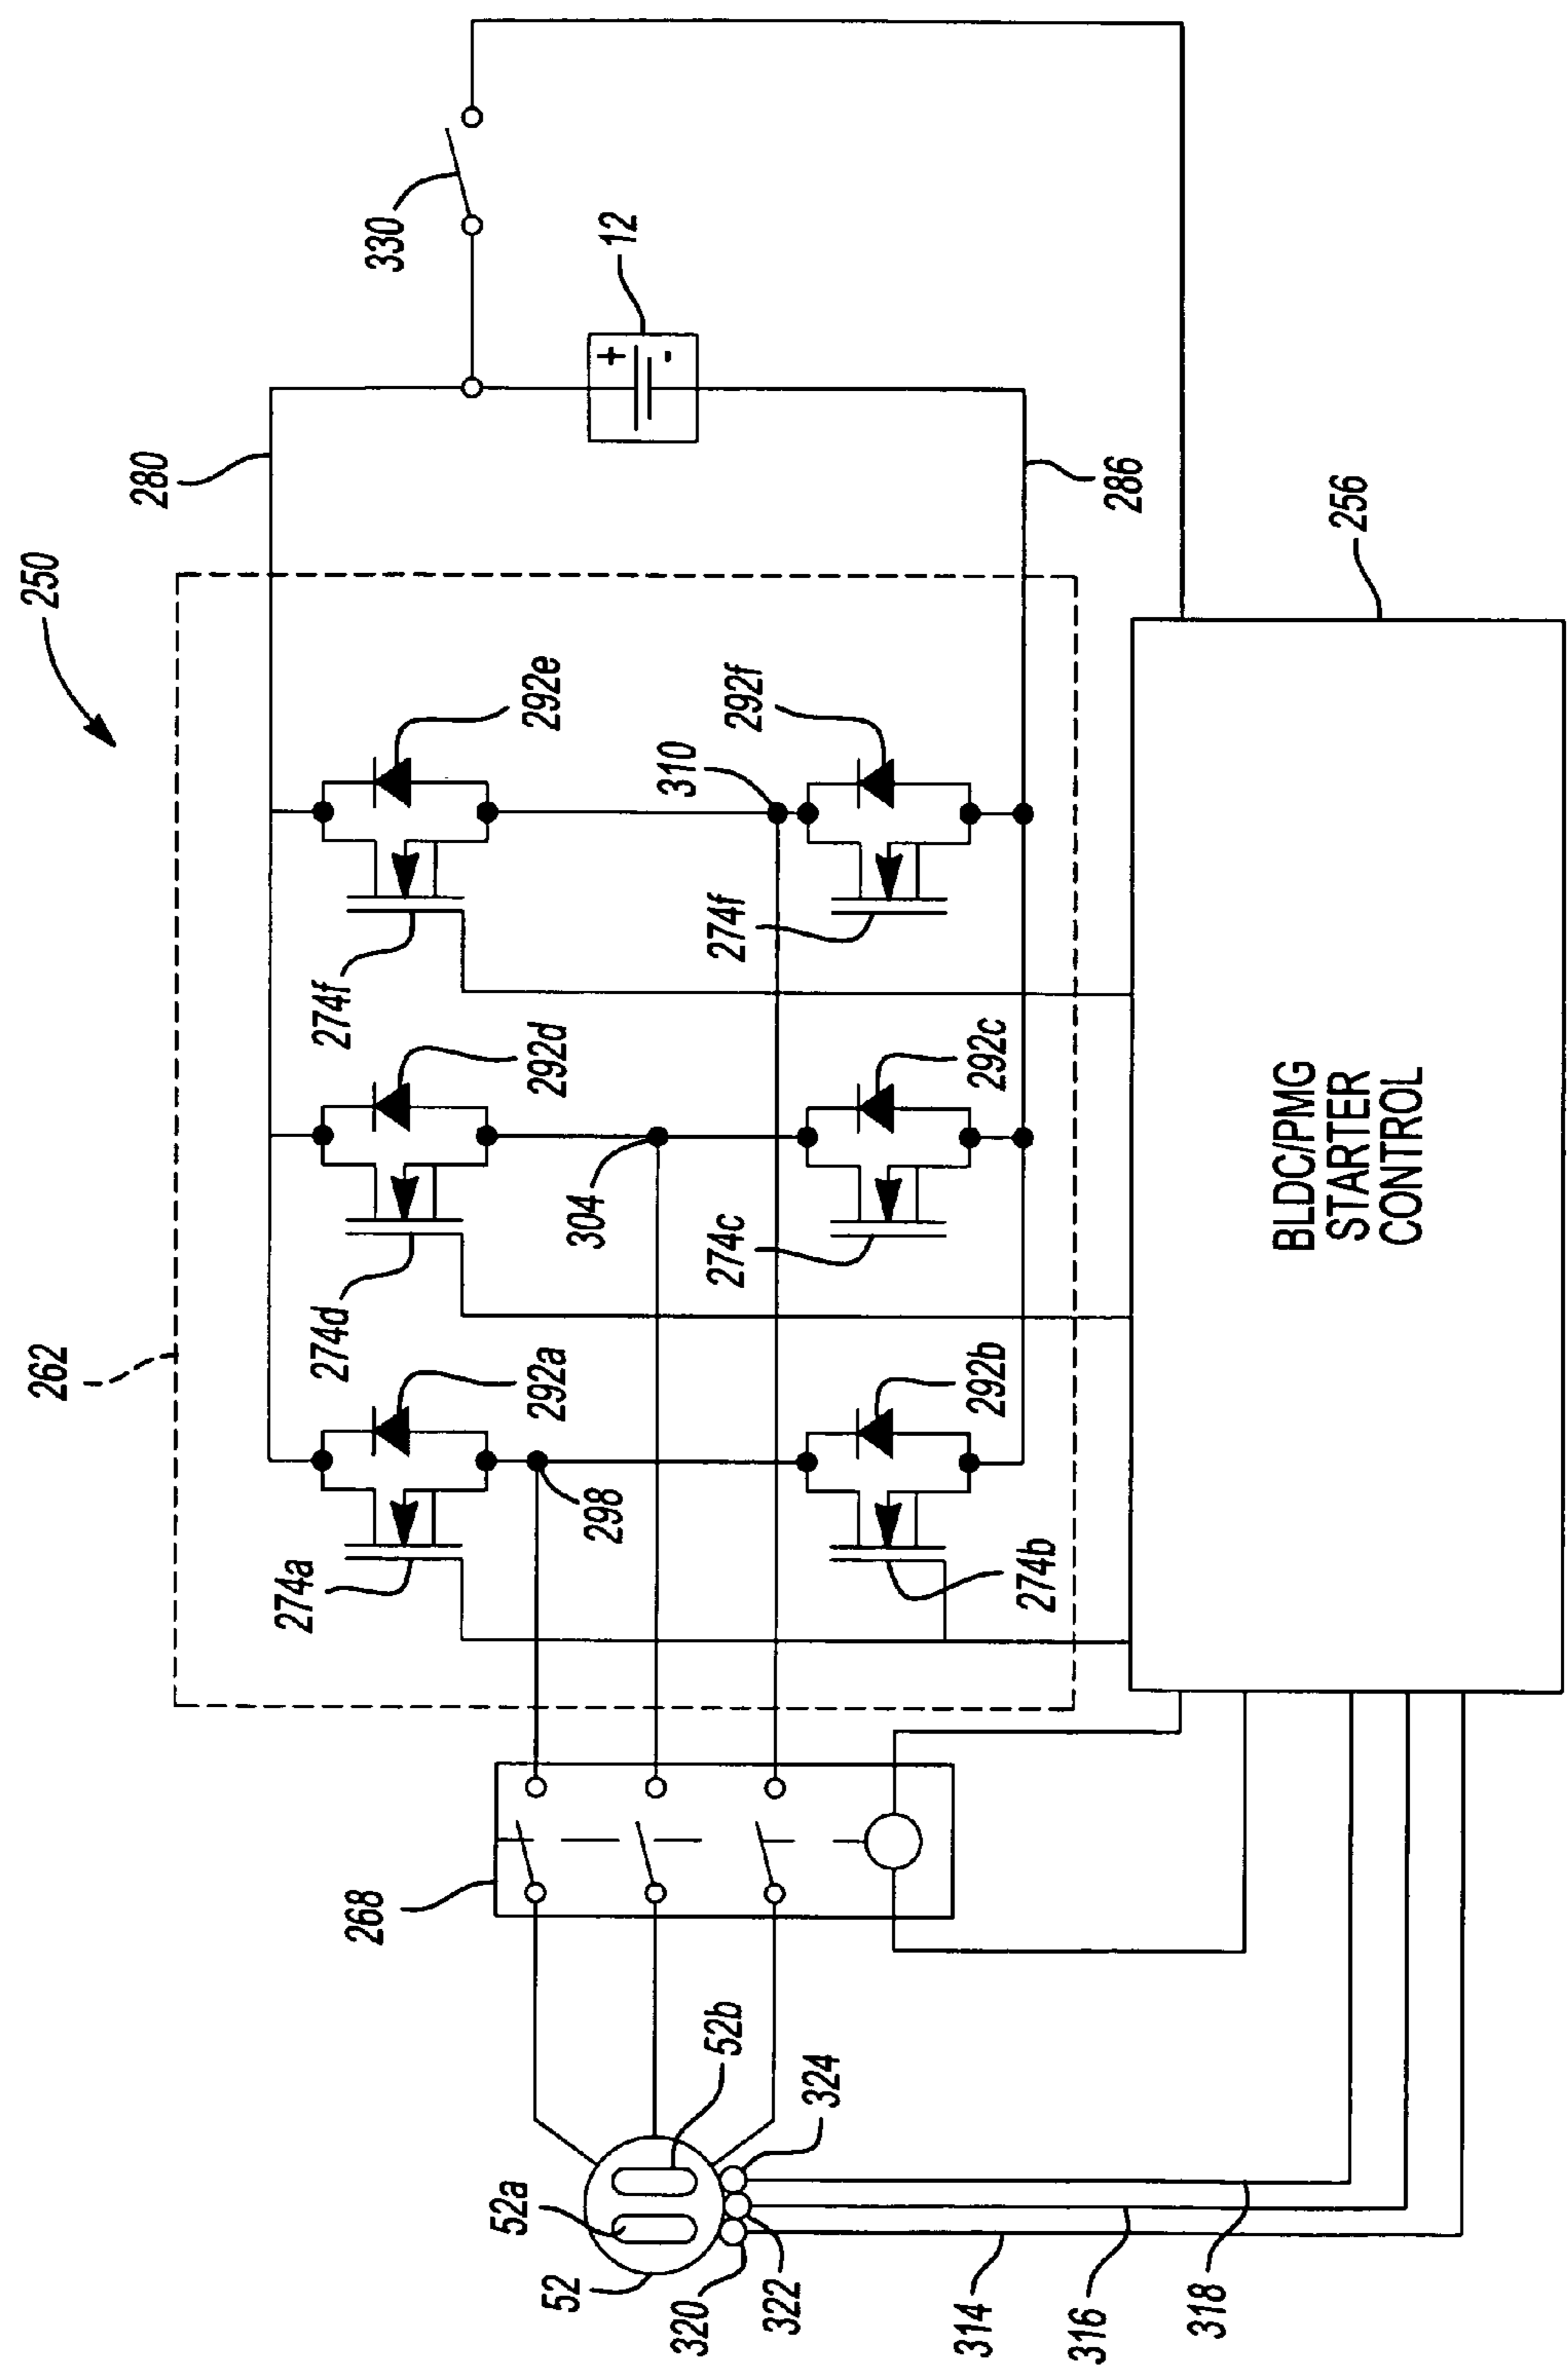 250
262
280
330
12
286
256
274a
292a
274d
292d
274f
292e
298
304
310
274b
292b
274c
292c
274f
292f
+
-
268
52
52a
52b
320
322
324
314
316
318
BLDC/PMG
STARTER
CONTROL